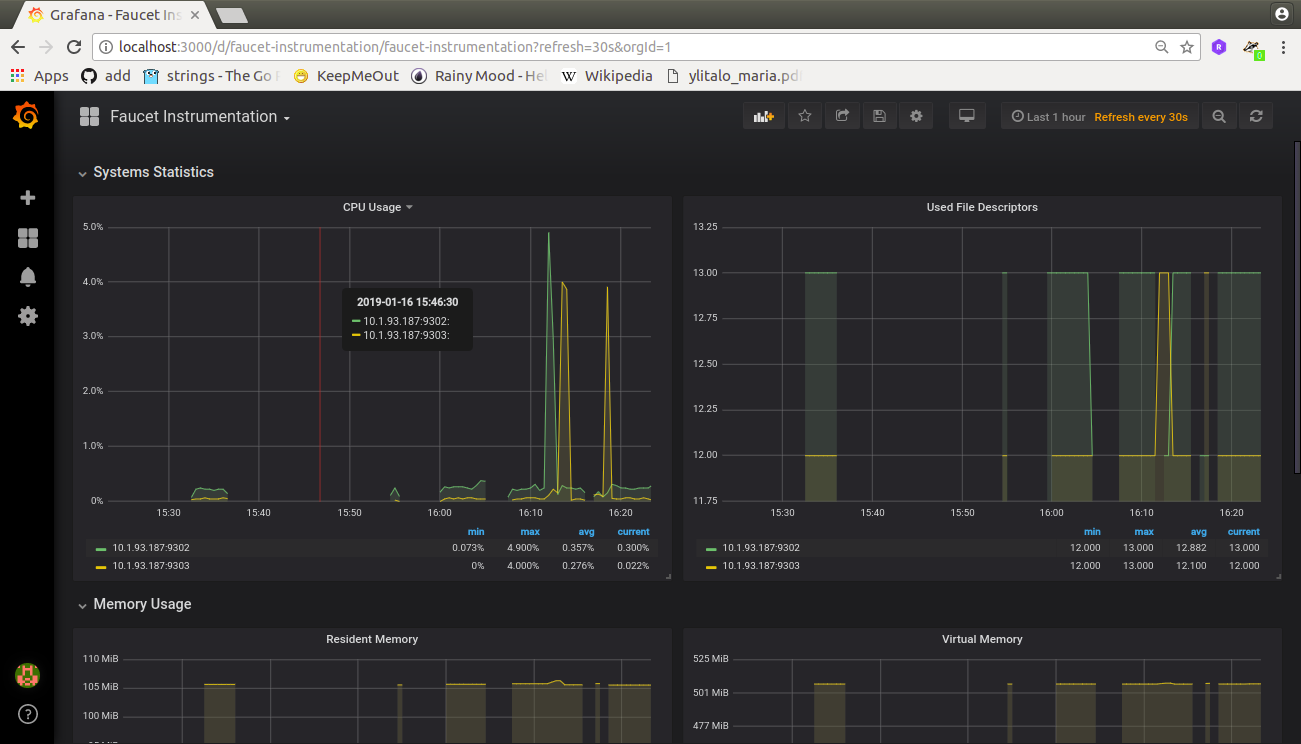 Grafana - Faucet Ins
localhost:3000/d/faucet-instrumentation/faucet-instrumentation?refresh=30s&orgId=1
R
0
Apps add strings - The Go KeepMeOut Rainy Mood - Hel W Wikipedia ylitalo_maria.pdf
Faucet Instrumentation
Last 1 hour Refresh every 30s
Systems Statistics
CPU Usage
5.0%
4.0%
3.0%
2.0%
1.0%
0%
15:30 15:40 15:50 16:00 16:10 16:20
2019-01-16 15:46:30
10.1.93.187:9302:
10.1.93.187:9303:
min max avg current
10.1.93.187:9302 0.073% 4.900% 0.357% 0.300%
10.1.93.187:9303 0% 4.000% 0.276% 0.022%
Used File Descriptors
13.25
13.00
12.75
12.50
12.25
12.00
11.75
15:30 15:40 15:50 16:00 16:10 16:20
min max avg current
10.1.93.187:9302 12.000 13.000 12.882 13.000
10.1.93.187:9303 12.000 13.000 12.100 12.000
Memory Usage
Resident Memory
110 MiB
105 MiB
100 MiB
Virtual Memory
525 MiB
501 MiB
477 MiB